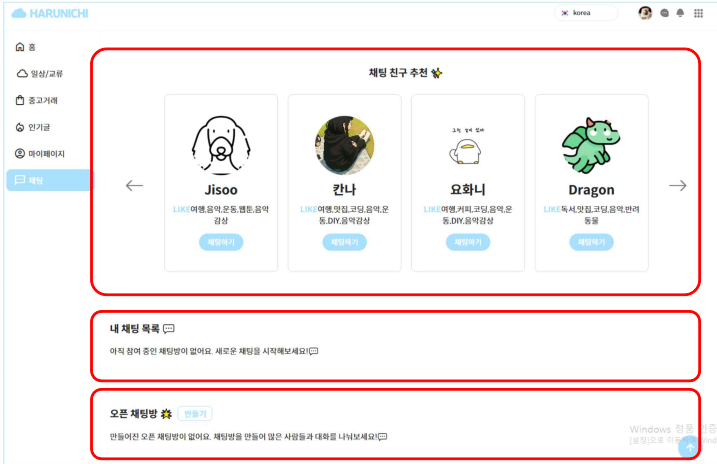 HARUNICHI
korea
홈
일상/교류
중고거래
인기글
마이페이지
채팅
채팅 친구 추천
Jisoo
LIKE여행,음악,운동,웹툰,음악
감상
채팅하기
칸나
LIKE여행,맛집,코딩,음악,운
동,DIY,음악감상
채팅하기
요화니
LIKE여행,커피,코딩,음악,운
동,DIY,음악감상
채팅하기
Dragon
LIKE독서,맛집,코딩,음악,반려
동물
채팅하기
내 채팅 목록
아직 참여 중인 채팅방이 없어요. 새로운 채팅을 시작해보세요!
오픈 채팅방
만들기
만들어진 오픈 채팅방이 없어요. 채팅방을 만들어 많은 사람들과 대화를 나눠보세요!
Windows 정품 인증
[설정]으로 이동